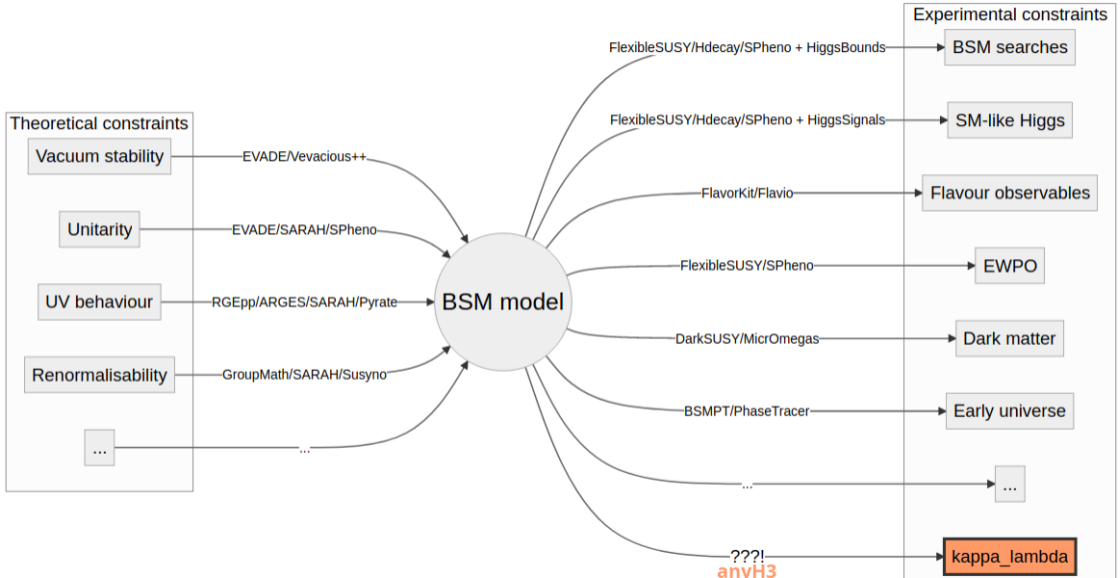 Theoretical constraints
Vacuum stability
EVADE/Vevacious++
Unitarity
EVADE/SARAH/SPheno
UV behaviour
RGEpp/ARGES/SARAH/Pyrate
Renormalisability
GroupMath/SARAH/Susyno
...
...
BSM model
Experimental constraints
FlexibleSUSY/Hdecay/SPheno + HiggsBounds
BSM searches
FlexibleSUSY/Hdecay/SPheno + HiggsSignals
SM-like Higgs
FlavorKit/Flavio
Flavour observables
FlexibleSUSY/SPheno
EWPO
DarkSUSY/MicrOmegas
Dark matter
BSMPT/PhaseTracer
Early universe
...
...
???!
anyH3
kappa_lambda